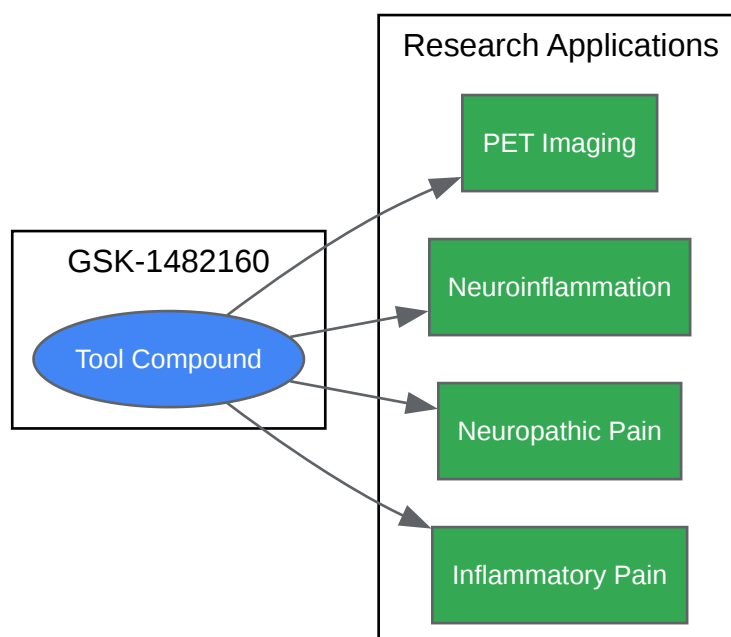 Research Applications
PET Imaging
Neuroinflammation
GSK-1482160
Tool Compound
Neuropathic Pain
Inflammatory Pain